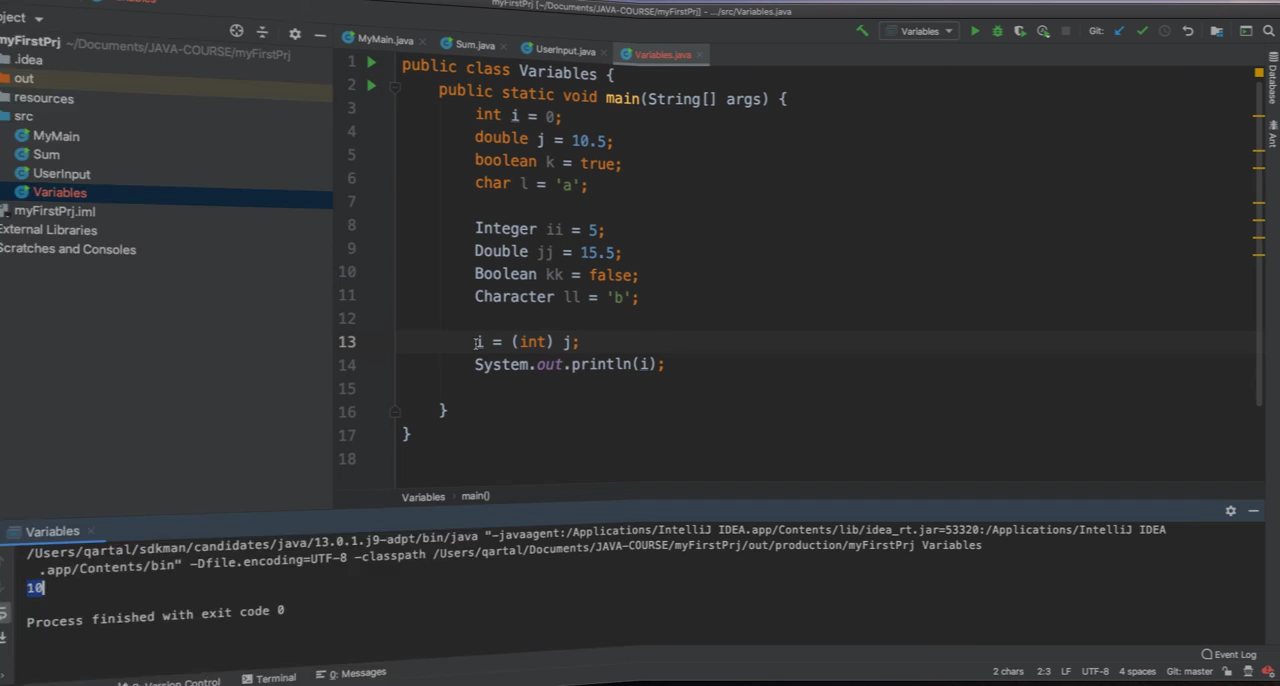 myFirstPrj [~/Documents/JAVA-COURSE/myFirstPrj] - .../src/Variables.java
Variables
Git:
MyMain.java
Sum.java
UserInput.java
Variables.java
myFirstPrj ~/Documents/JAVA-COURSE/myFirstPrj
.idea
out
resources
src
MyMain
Sum
UserInput
Variables
myFirstPrj.iml
External Libraries
Scratches and Consoles
1 public class Variables {
2 public static void main(String[] args) {
3 int i = 0;
4 double j = 10.5;
5 boolean k = true;
6 char l = 'a';
7
8 Integer ii = 5;
9 Double jj = 15.5;
10 Boolean kk = false;
11 Character ll = 'b';
12
13 i = (int) j;
14 System.out.println(i);
15
16 }
17 }
18
Database
Ant
Variables › main()
Variables
/Users/qartal/sdkman/candidates/java/13.0.1.j9-adpt/bin/java "-javaagent:/Applications/IntelliJ IDEA.app/Contents/lib/idea_rt.jar=53320:/Applications/IntelliJ IDEA
.app/Contents/bin" -Dfile.encoding=UTF-8 -classpath /Users/qartal/Documents/JAVA-COURSE/myFirstPrj/out/production/myFirstPrj Variables
10
Process finished with exit code 0
Event Log
Version Control
Terminal
0: Messages
2 chars 2:3 LF UTF-8 4 spaces Git: master